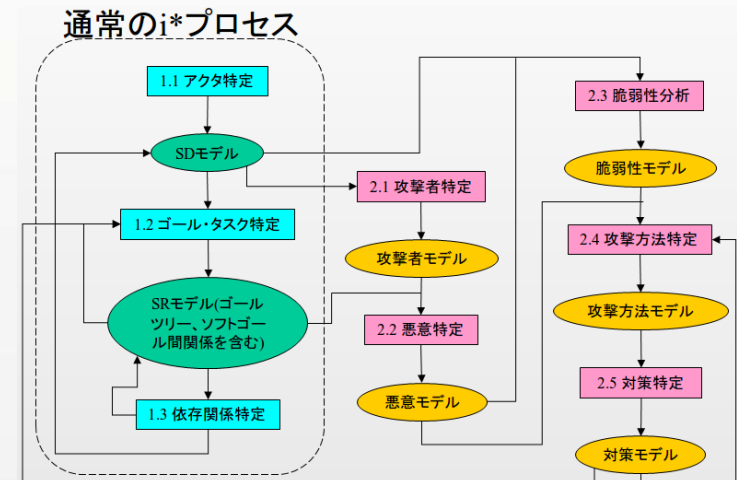 通常のi*プロセス
1.1 アクタ特定
SDモデル
1.2 ゴール・タスク特定
SRモデル(ゴール
ツリー、ソフトゴー
ル間関係を含む)
1.3 依存関係特定
2.1 攻撃者特定
攻撃者モデル
2.2 悪意特定
悪意モデル
2.3 脆弱性分析
脆弱性モデル
2.4 攻撃方法特定
攻撃方法モデル
2.5 対策特定
対策モデル